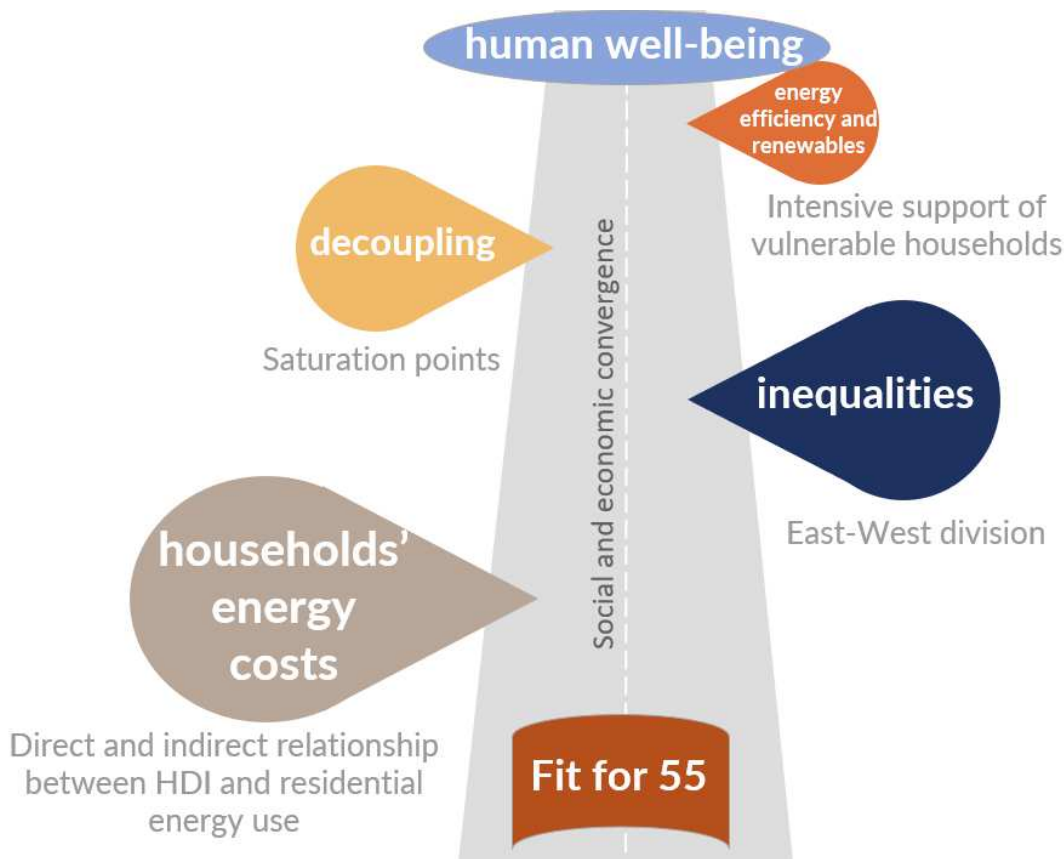 human well-being
energy
efficiency and
renewables
Intensive support of
vulnerable households
decoupling
Saturation points
Social and economic convergence
inequalities
East-West division
households’
energy
costs
Direct and indirect relationship
between HDI and residential
energy use
Fit for 55